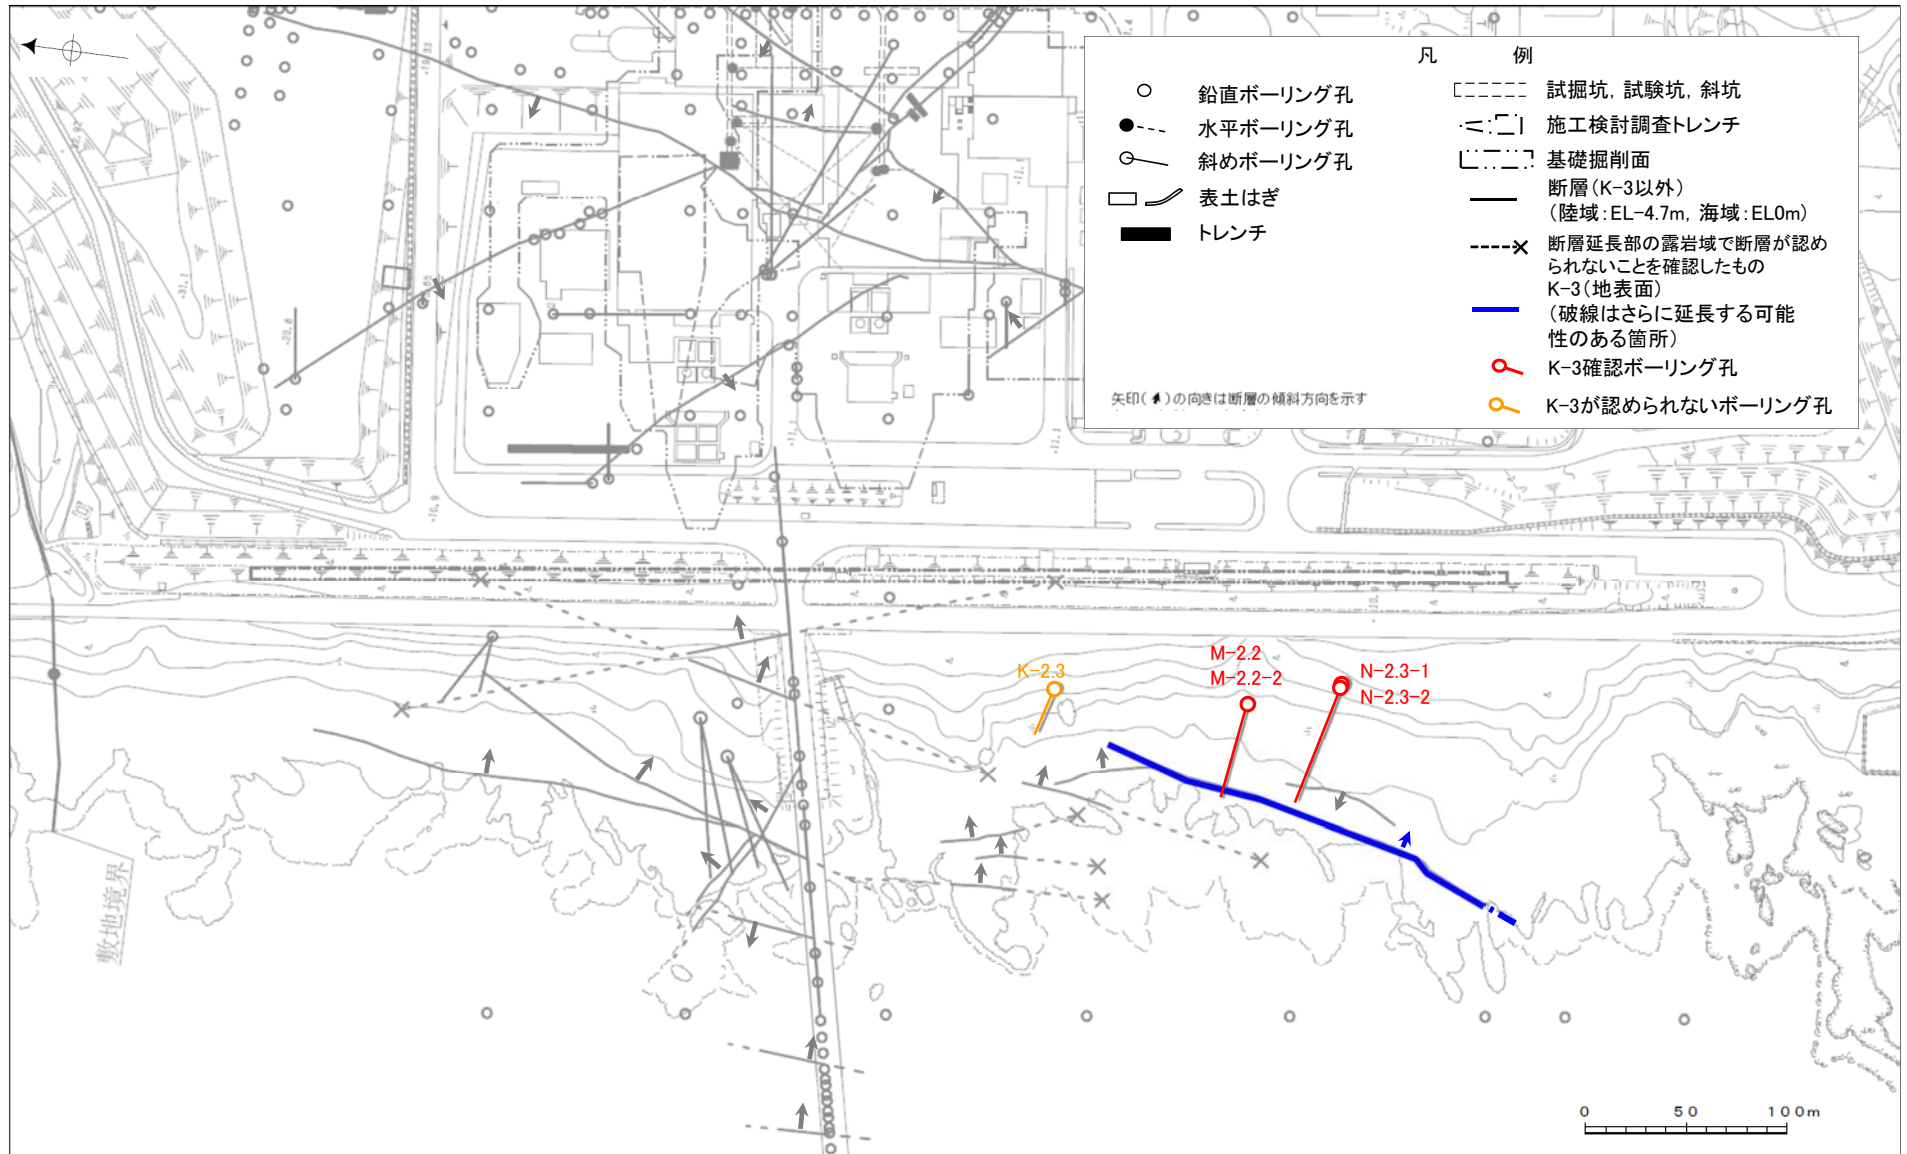 凡　例
鉛直ボーリング孔
水平ボーリング孔
斜めボーリング孔
表土はぎ
トレンチ
矢印( )の向きは断層の傾斜方向を示す
試掘坑，試験坑，斜坑
施工検討調査トレンチ
基礎掘削面
断層（K-3以外）
（陸域：EL-4.7m，海域：EL0m）
断層延長部の露岩域で断層が認め
られないことを確認したもの
K-3（地表面）
（破線はさらに延長する可能
性のある箇所）
K-3確認ボーリング孔
K-3が認められないボーリング孔
K-2.3
M-2.2
M-2.2-2
N-2.3-1
N-2.3-2
敷地境界
0　50　100m